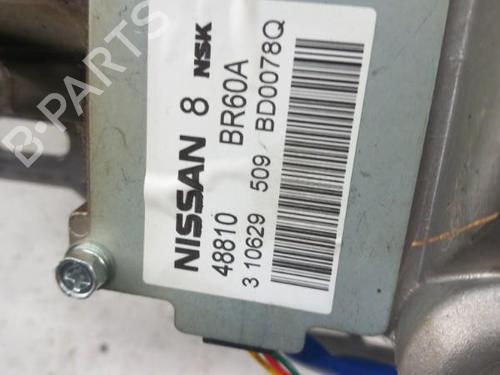 NISSAN 8 NSK
48810 BR60A
3 10629 509 BD0078Q
B-PARTS